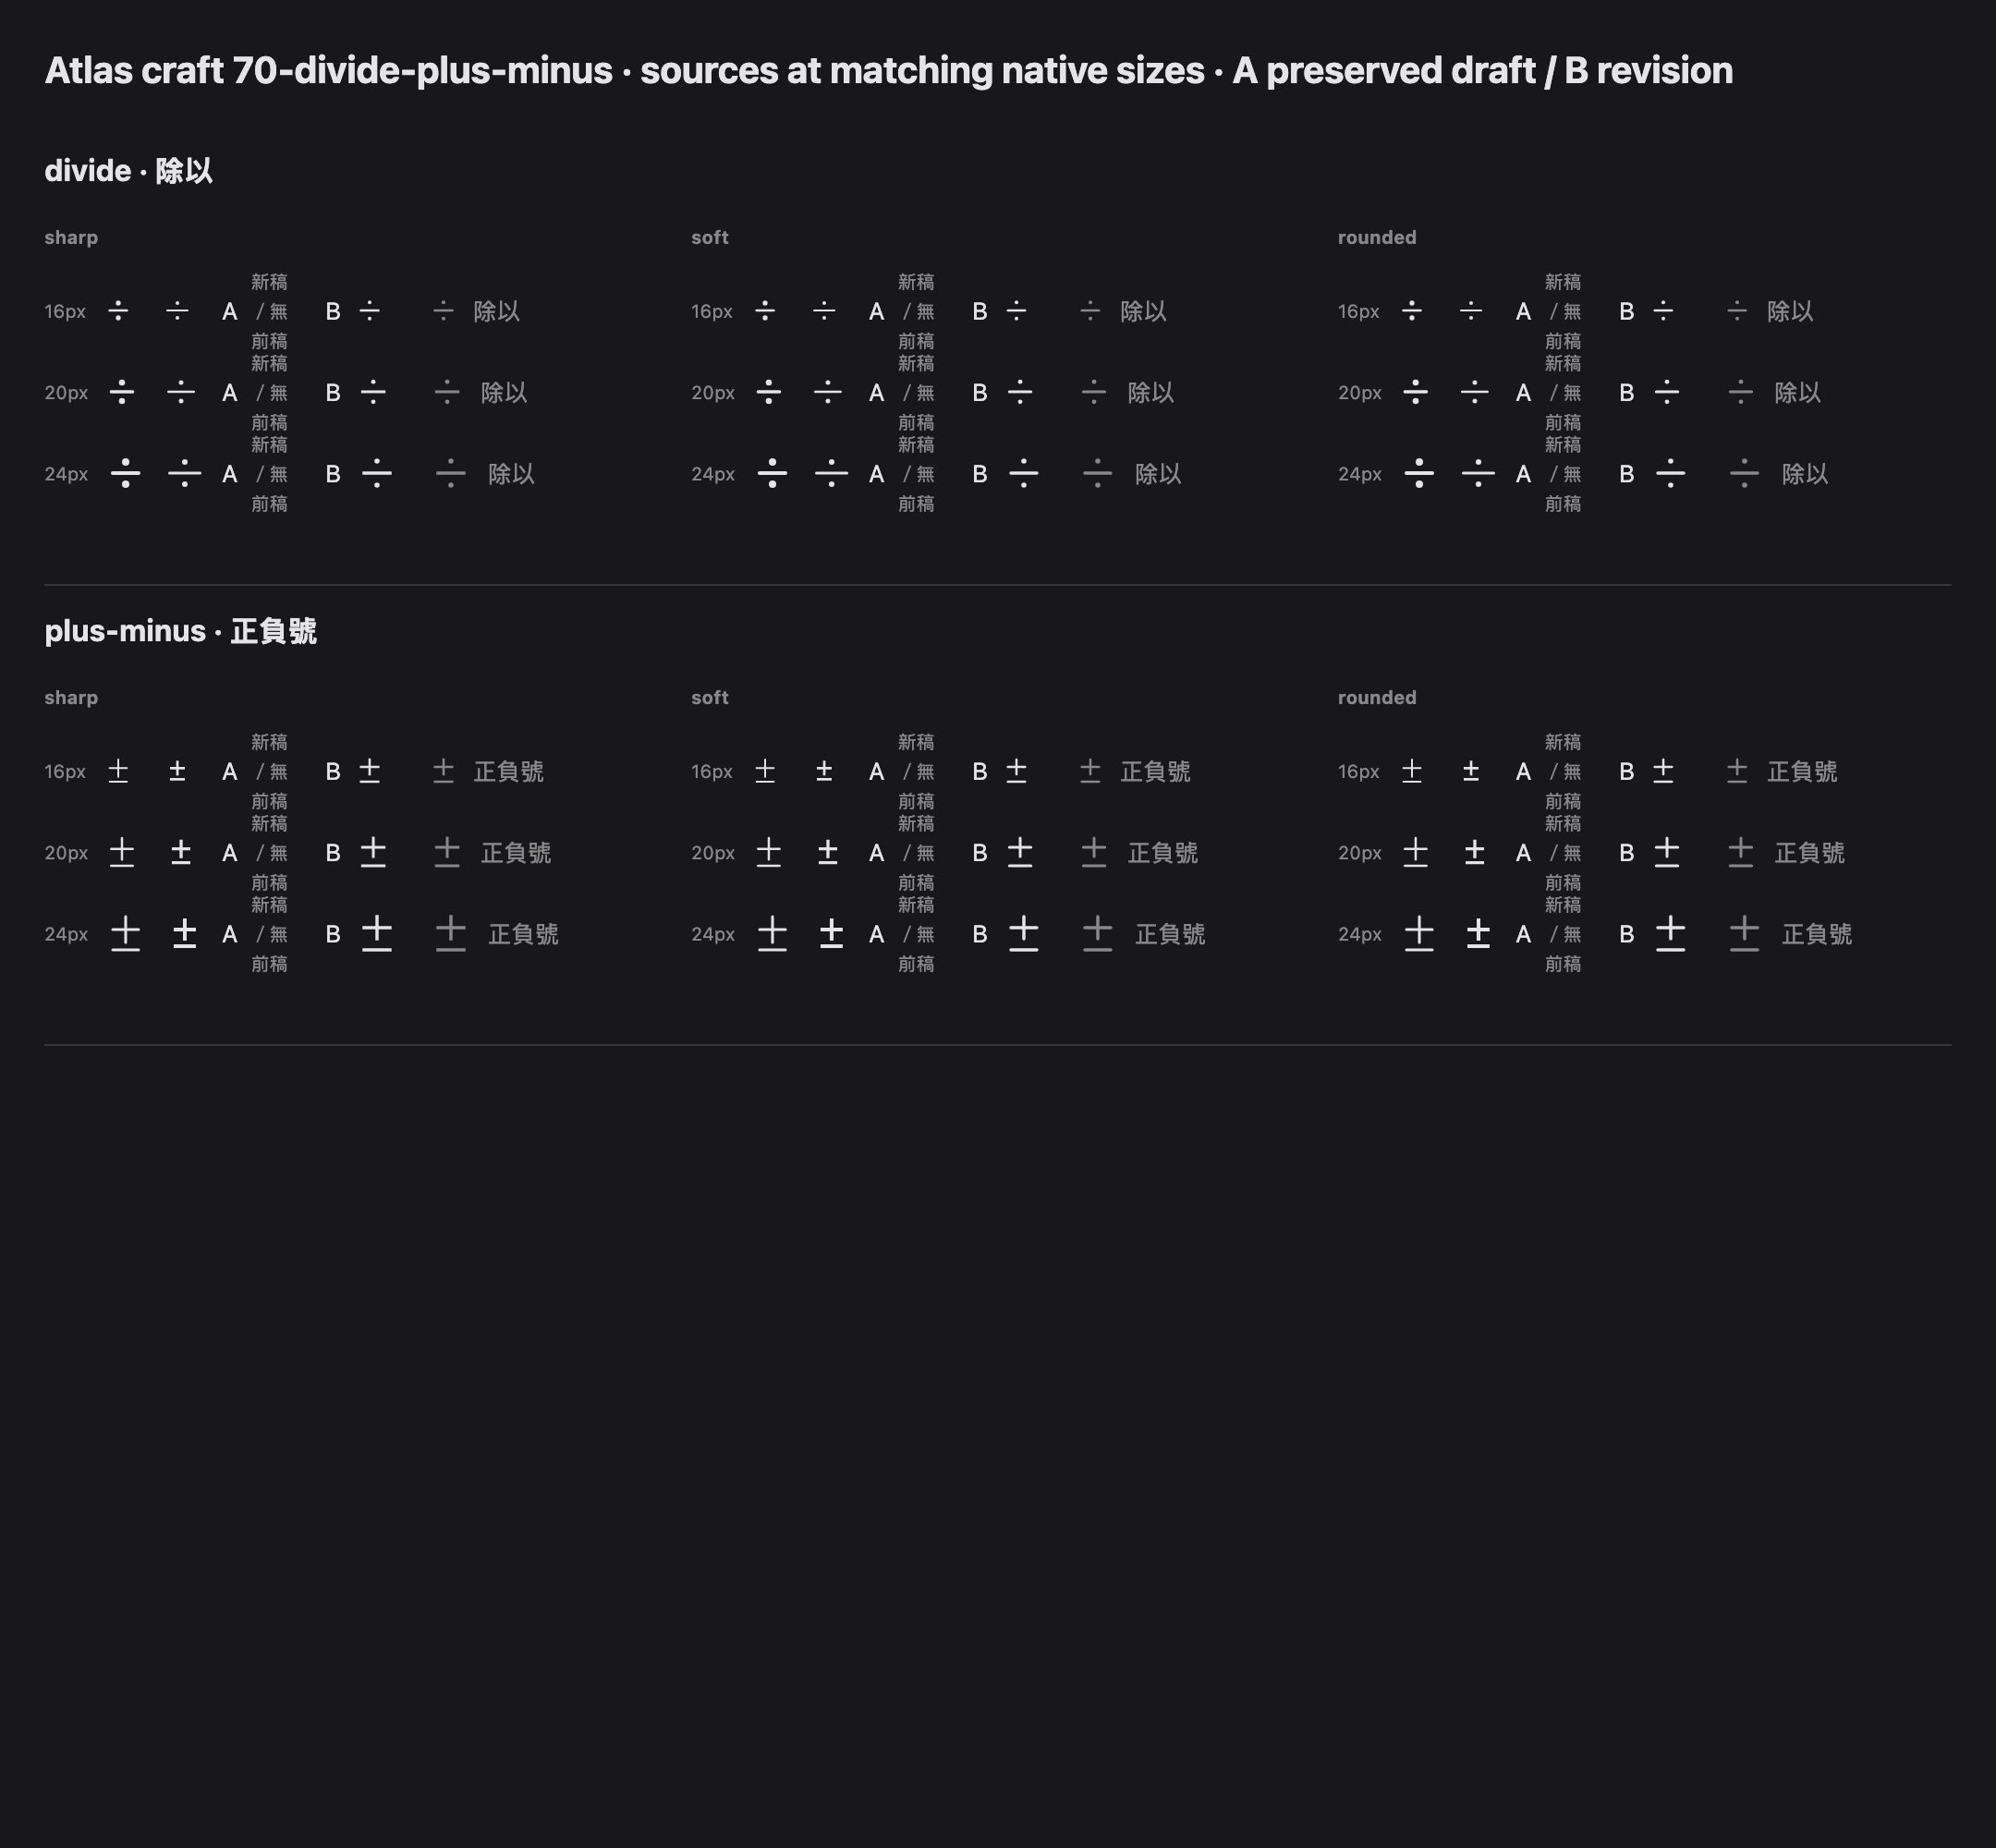 Atlas craft 70-divide-plus-minus · sources at matching native sizes · A preserved draft / B revision
divide · 除以
sharp
16px ÷ ÷ A 新稿 / 無前稿 B ÷ ÷ 除以
20px ÷ ÷ A 新稿 / 無前稿 B ÷ ÷ 除以
24px ÷ ÷ A 新稿 / 無前稿 B ÷ ÷ 除以
soft
16px ÷ ÷ A 新稿 / 無前稿 B ÷ ÷ 除以
20px ÷ ÷ A 新稿 / 無前稿 B ÷ ÷ 除以
24px ÷ ÷ A 新稿 / 無前稿 B ÷ ÷ 除以
rounded
16px ÷ ÷ A 新稿 / 無前稿 B ÷ ÷ 除以
20px ÷ ÷ A 新稿 / 無前稿 B ÷ ÷ 除以
24px ÷ ÷ A 新稿 / 無前稿 B ÷ ÷ 除以
plus-minus · 正負號
sharp
16px ± ± A 新稿 / 無前稿 B ± ± 正負號
20px ± ± A 新稿 / 無前稿 B ± ± 正負號
24px ± ± A 新稿 / 無前稿 B ± ± 正負號
soft
16px ± ± A 新稿 / 無前稿 B ± ± 正負號
20px ± ± A 新稿 / 無前稿 B ± ± 正負號
24px ± ± A 新稿 / 無前稿 B ± ± 正負號
rounded
16px ± ± A 新稿 / 無前稿 B ± ± 正負號
20px ± ± A 新稿 / 無前稿 B ± ± 正負號
24px ± ± A 新稿 / 無前稿 B ± ± 正負號